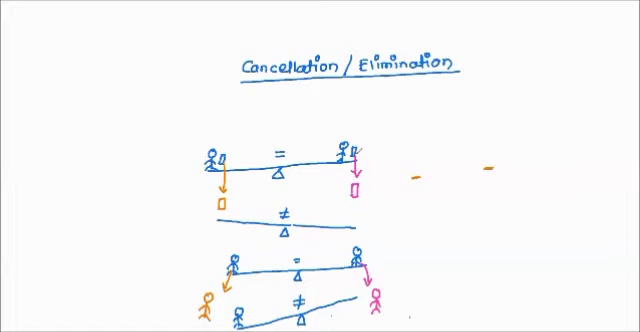 Cancellation / Elimination
=
≠
=
≠